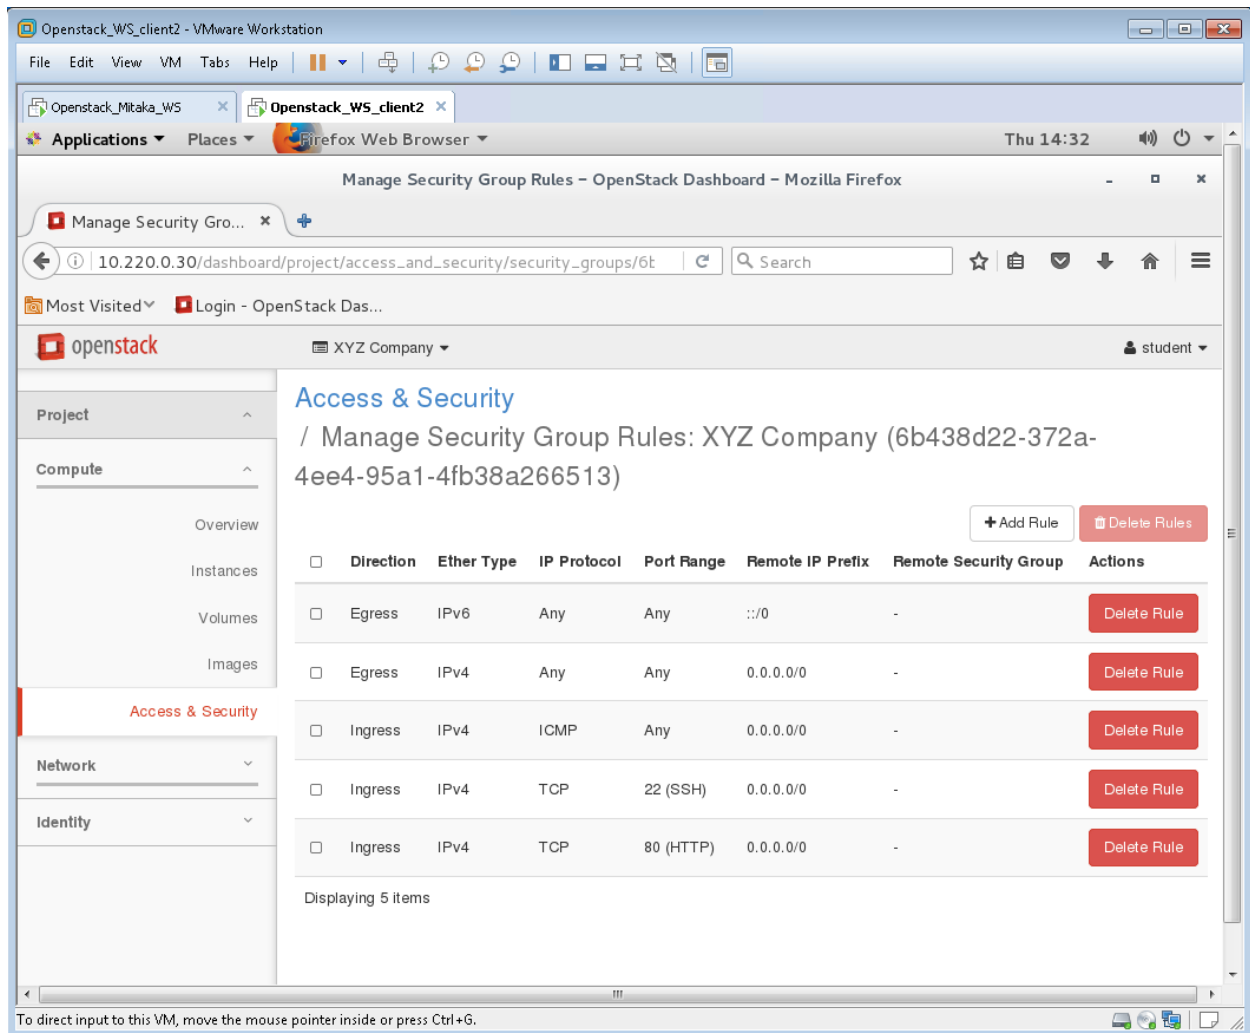 Openstack_WS_client2 - VMware Workstation
File Edit View VM Tabs Help
Openstack_Mitaka_WS Openstack_WS_client2
Applications Places Firefox Web Browser Thu 14:32
Manage Security Group Rules - OpenStack Dashboard - Mozilla Firefox
Manage Security Gro...
10.220.0.30/dashboard/project/access_and_security/security_groups/6b Search
Most Visited Login - OpenStack Das...
openstack XYZ Company student
Project
Compute
Overview
Instances
Volumes
Images
Access & Security
Network
Identity
Access & Security
/ Manage Security Group Rules: XYZ Company (6b438d22-372a-
4ee4-95a1-4fb38a266513)
+ Add Rule Delete Rules
Direction Ether Type IP Protocol Port Range Remote IP Prefix Remote Security Group Actions
Egress IPv6 Any Any ::/0 - Delete Rule
Egress IPv4 Any Any 0.0.0.0/0 - Delete Rule
Ingress IPv4 ICMP Any 0.0.0.0/0 - Delete Rule
Ingress IPv4 TCP 22 (SSH) 0.0.0.0/0 - Delete Rule
Ingress IPv4 TCP 80 (HTTP) 0.0.0.0/0 - Delete Rule
Displaying 5 items
To direct input to this VM, move the mouse pointer inside or press Ctrl+G.